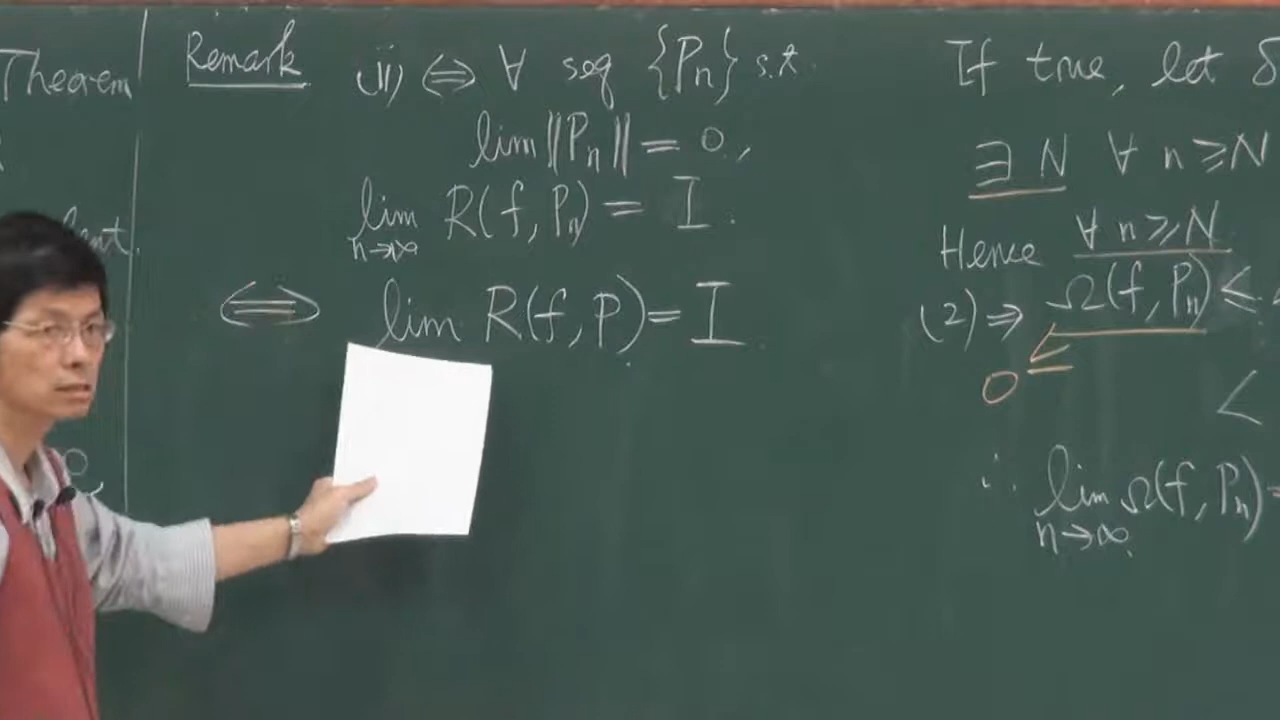 Theorem
Remark (ii) ⟺ ∀ seq {Pₙ} s.t.
lim ||Pₙ|| = 0,
lim n→∞ R(f, Pₙ) = I.
⟺ lim R(f, P) = I.
If true, let δ
∃ N ∀ n ≥ N
Hence ∀ n ≥ N
(2) ⇒ Ω(f, Pₙ) ≤
0 ⇐
<
∴ lim n→∞ Ω(f, Pₙ) =